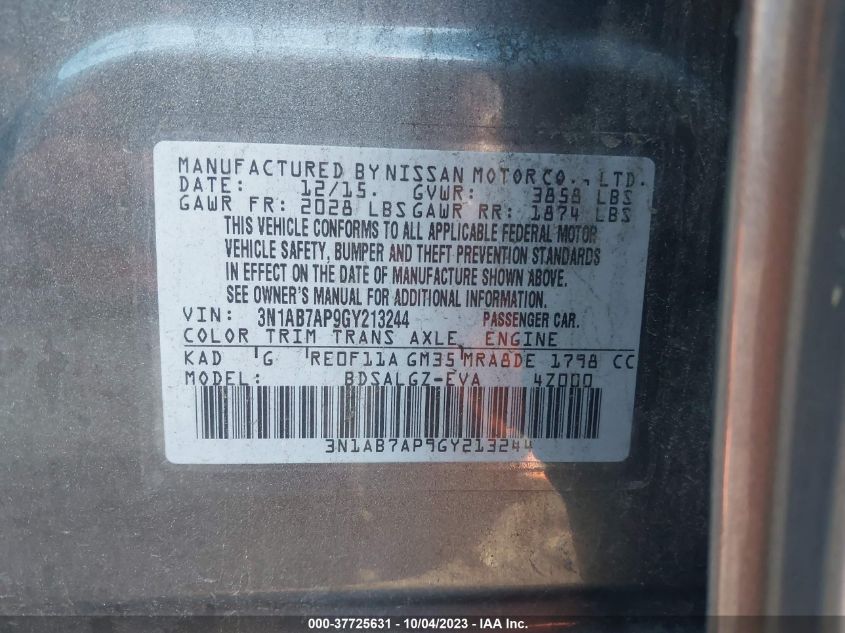 MANUFACTURED BY NISSAN MOTOR CO., LTD.
DATE: 12/15. GVWR: 3858 LBS
GAWR FR: 2028 LBS GAWR RR: 1874 LBS
THIS VEHICLE CONFORMS TO ALL APPLICABLE FEDERAL MOTOR
VEHICLE SAFETY, BUMPER AND THEFT PREVENTION STANDARDS
IN EFFECT ON THE DATE OF MANUFACTURE SHOWN ABOVE.
SEE OWNER'S MANUAL FOR ADDITIONAL INFORMATION.
VIN: 3N1AB7AP9GY213244 PASSENGER CAR.
COLOR TRIM TRANS AXLE ENGINE
KAD G RE0F11A GM35 MRA8DE 1798 CC
MODEL: BDSALGZ-EVA 4Z000
3N1AB7AP9GY213244
000-37725631 - 10/04/2023 - IAA Inc.